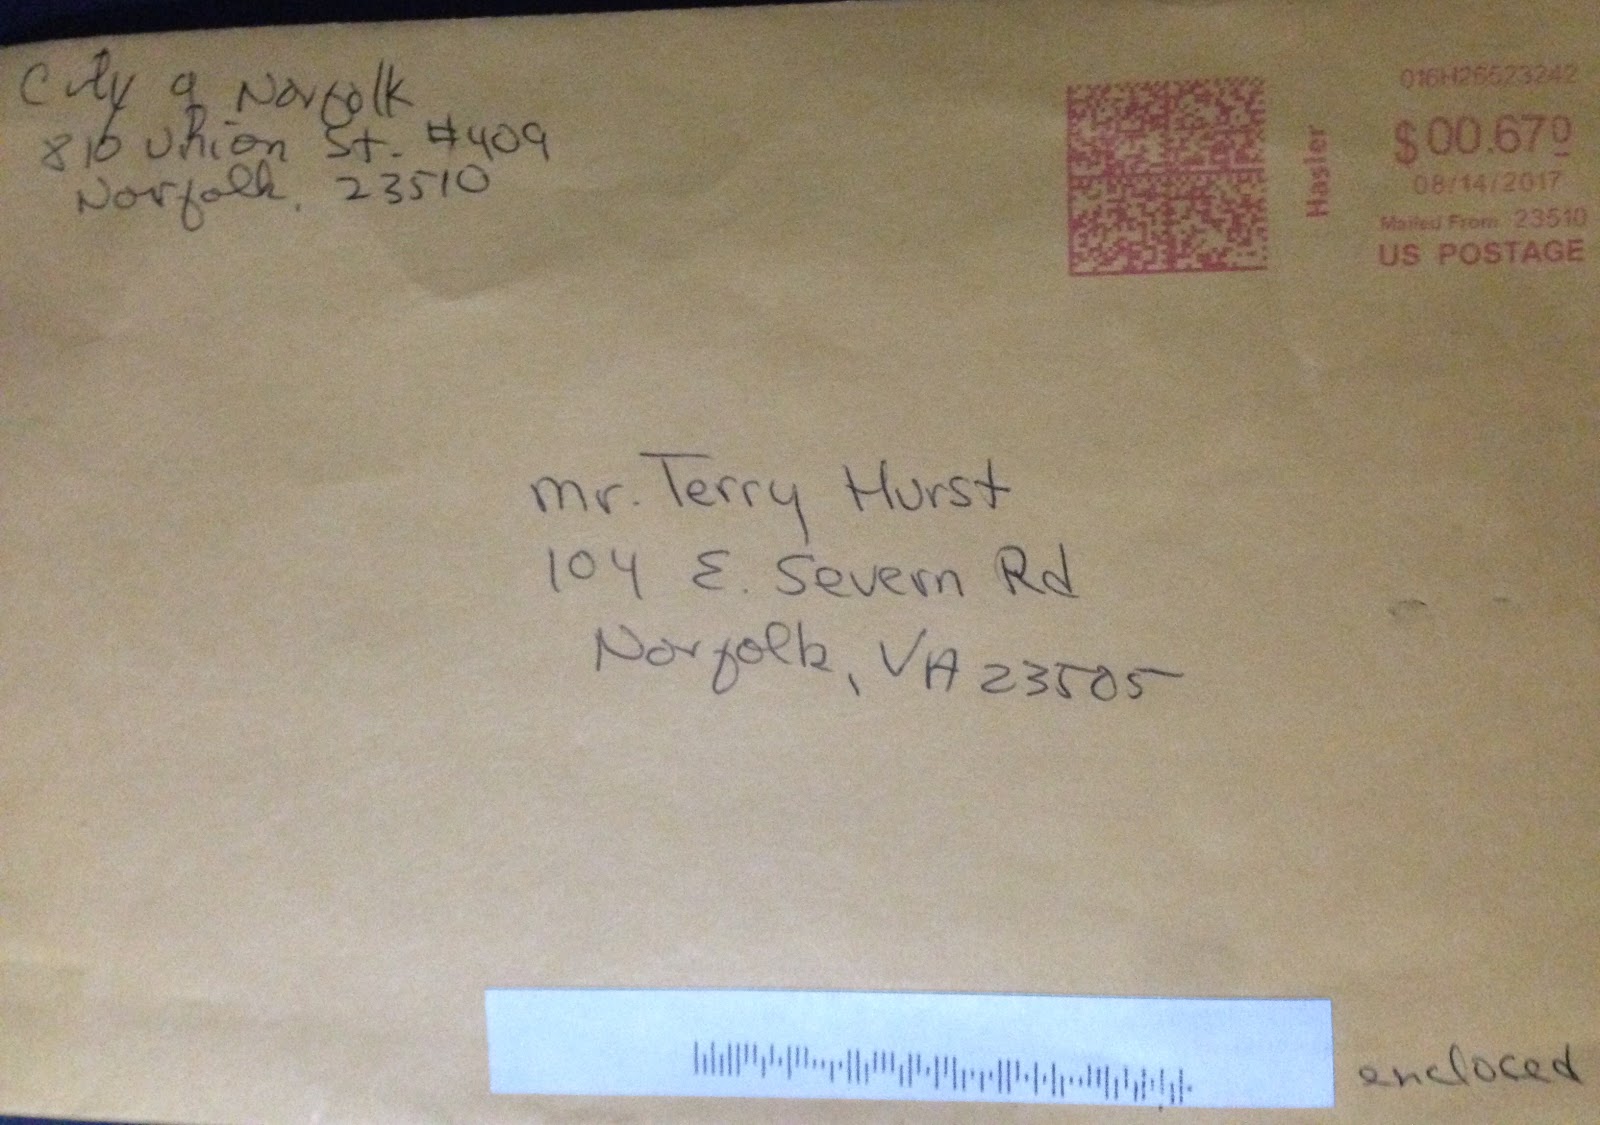 City of Norfolk
810 Union St. #409
Norfolk, 23510
016H26523242
$00.670
08/14/2017
Mailed From 23510
US POSTAGE
Hasler
Mr. Terry Hurst
104 E. Severn Rd
Norfolk, VA 23505
encloced